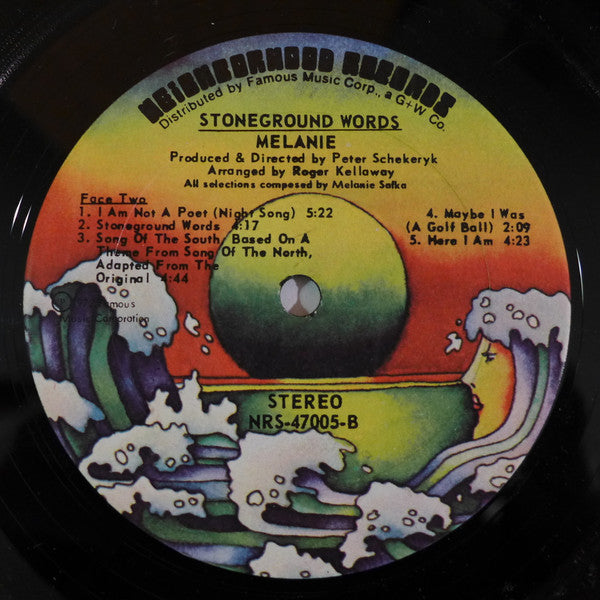 NEIGHBORHOOD RECORDS
Distributed by Famous Music Corp., a G+W Co.
STONEGROUND WORDS
MELANIE
Produced & Directed by Peter Schekeryk
Arranged by Roger Kellaway
All selections composed by Melanie Safka
Face Two
1. I Am Not A Poet (Night Song) 5:22
2. Stoneground Words 4:17
3. Song Of The South, Based On A
Theme From Song Of The North,
Adapted From The
Original 4:44
4. Maybe I Was
(A Golf Ball) 2:09
5. Here I Am 4:23
Famous
Music Corporation
STEREO
NRS-47005-B